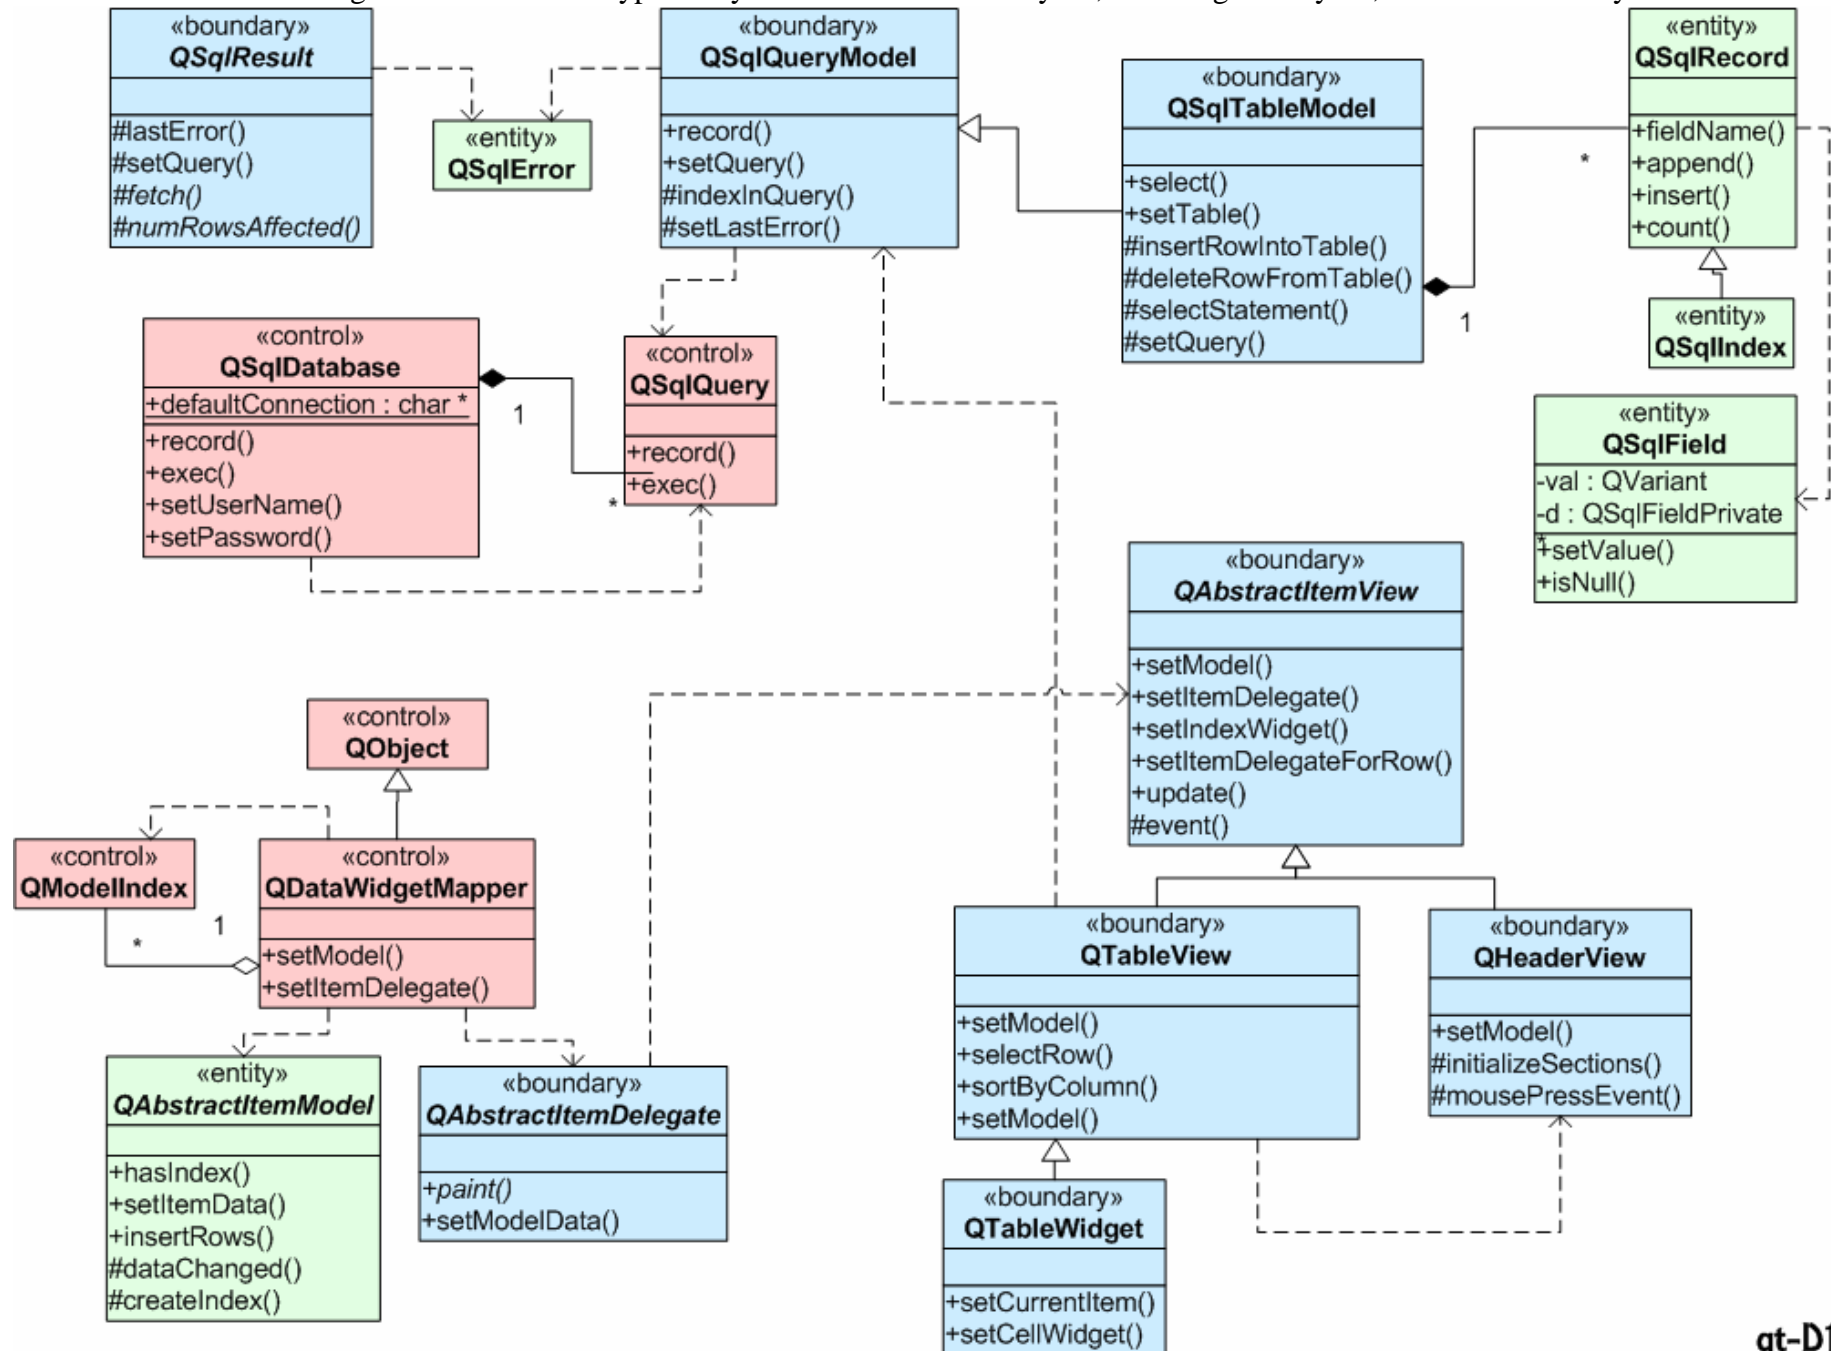 «boundary»
QSqlResult
#lastError()
#setQuery()
#fetch()
#numRowsAffected()
«entity»
QSqlError
«boundary»
QSqlQueryModel
+record()
+setQuery()
#indexInQuery()
#setLastError()
«boundary»
QSqlTableModel
+select()
+setTable()
#insertRowIntoTable()
#deleteRowFromTable()
#selectStatement()
#setQuery()
1
*
«entity»
QSqlRecord
+fieldName()
+append()
+insert()
+count()
«entity»
QSqlIndex
«entity»
QSqlField
-val : QVariant
-d : QSqlFieldPrivate
*
+setValue()
+isNull()
«control»
QSqlDatabase
+defaultConnection : char *
+record()
+exec()
+setUserName()
+setPassword()
1
*
«control»
QSqlQuery
+record()
+exec()
«boundary»
QAbstractItemView
+setModel()
+setItemDelegate()
+setIndexWidget()
+setItemDelegateForRow()
+update()
#event()
«control»
QObject
«control»
QModelIndex
*
1
«control»
QDataWidgetMapper
+setModel()
+setItemDelegate()
«entity»
QAbstractItemModel
+hasIndex()
+setItemData()
+insertRows()
#dataChanged()
#createIndex()
«boundary»
QAbstractItemDelegate
+paint()
+setModelData()
«boundary»
QTableView
+setModel()
+selectRow()
+sortByColumn()
+setModel()
«boundary»
QHeaderView
+setModel()
#initializeSections()
#mousePressEvent()
«boundary»
QTableWidget
+setCurrentItem()
+setCellWidget()
qt-D1